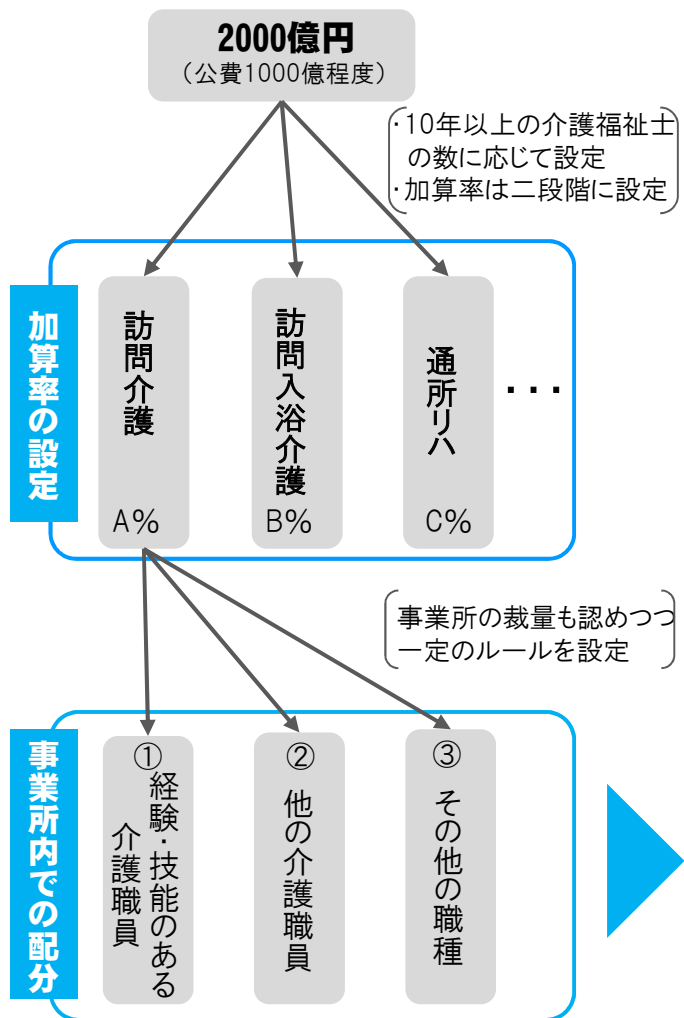 2000億円
（公費1000億程度）
・10年以上の介護福祉士
の数に応じて設定
・加算率は二段階に設定
加算率の設定
訪問介護
A%
訪問入浴介護
B%
通所リハ
C%
・・・
事業所の裁量も認めつつ
一定のルールを設定
事業所内での配分
①
経験・技能のある
介護職員
②
他の介護職員
③
その他の職種